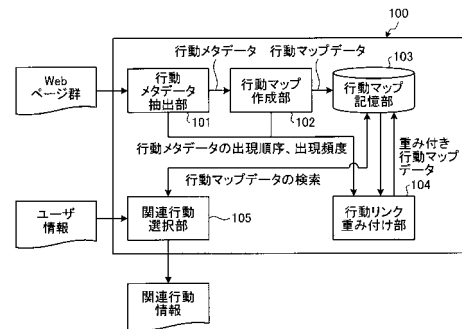 100
行動メタデータ
行動マップデータ
103
Web
ページ群
行動
メタデータ
抽出部
101
行動マップ
作成部
102
行動マップ
記憶部
行動メタデータの出現順序、出現頻度
重み付き
行動マップ
データ
行動マップデータの検索
104
ユーザ
情報
関連行動
選択部
105
行動リンク
重み付け部
関連行動
情報